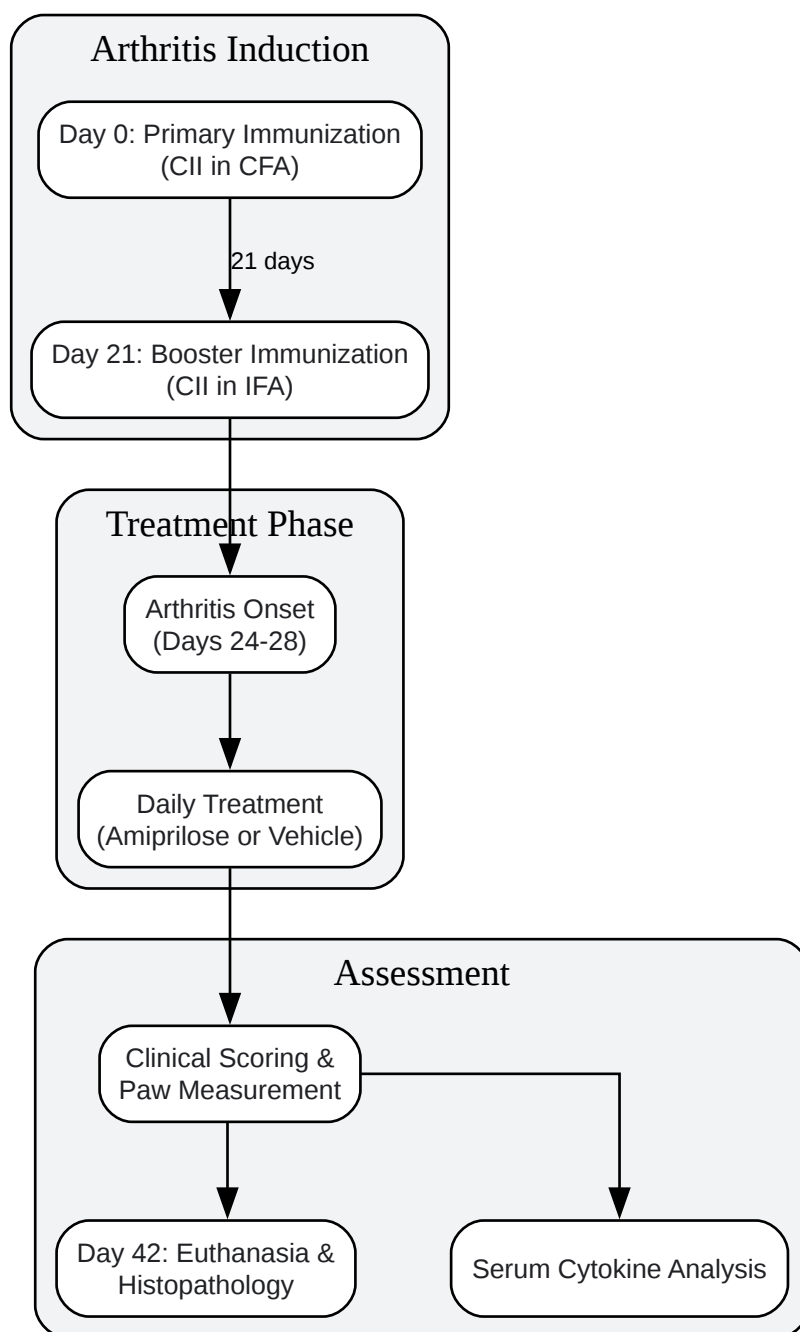 Arthritis Induction
Day 0: Primary Immunization
(CII in CFA)
21 days
Day 21: Booster Immunization
(CII in IFA)
Treatment Phase
Arthritis Onset
(Days 24-28)
Daily Treatment
(Amiprilose or Vehicle)
Assessment
Clinical Scoring &
Paw Measurement
Day 42: Euthanasia &
Histopathology
Serum Cytokine Analysis